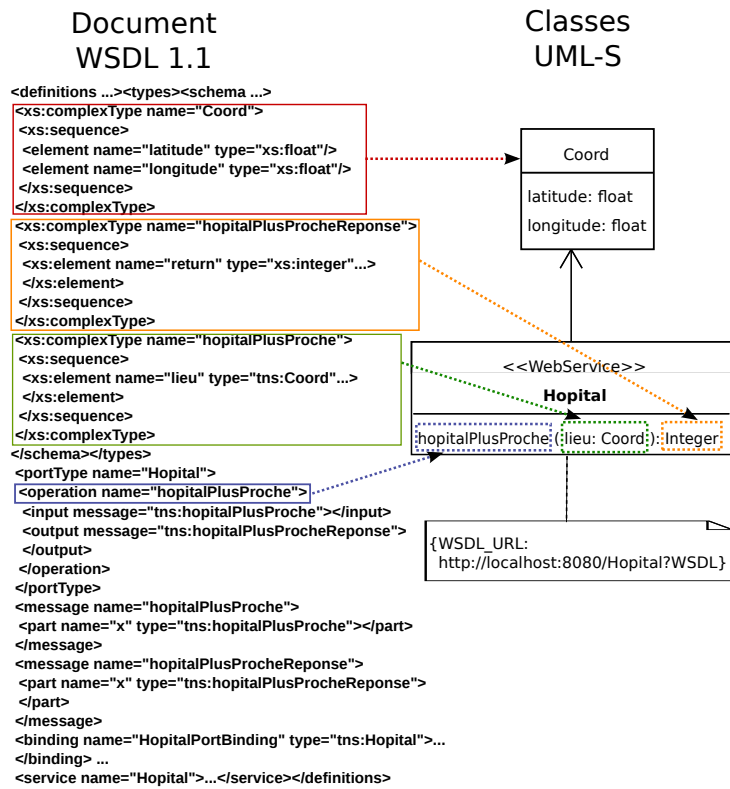 Document
WSDL 1.1
<definitions ...><types><schema ...>
<xs:complexType name="Coord">
<xs:sequence>
<element name="latitude" type="xs:float"/>
<element name="longitude" type="xs:float"/>
</xs:sequence>
</xs:complexType>
<xs:complexType name="hopitalPlusProcheReponse">
<xs:sequence>
<xs:element name="return" type="xs:integer"...>
</xs:element>
</xs:sequence>
</xs:complexType>
<xs:complexType name="hopitalPlusProche">
<xs:sequence>
<xs:element name="lieu" type="tns:Coord"...>
</xs:element>
</xs:sequence>
</xs:complexType>
</schema></types>
<portType name="Hopital">
<operation name="hopitalPlusProche">
<input message="tns:hopitalPlusProche"></input>
<output message="tns:hopitalPlusProcheReponse">
</output>
</operation>
</portType>
<message name="hopitalPlusProche">
<part name="x" type="tns:hopitalPlusProche"></part>
</message>
<message name="hopitalPlusProcheReponse">
<part name="x" type="tns:hopitalPlusProcheReponse">
</part>
</message>
<binding name="HopitalPortBinding" type="tns:Hopital">...
</binding> ...
<service name="Hopital">...</service></definitions>
Classes
UML-S
Coord
latitude: float
longitude: float
<<WebService>>
Hopital
hopitalPlusProche (lieu: Coord): Integer
{WSDL_URL:
http://localhost:8080/Hopital?WSDL}